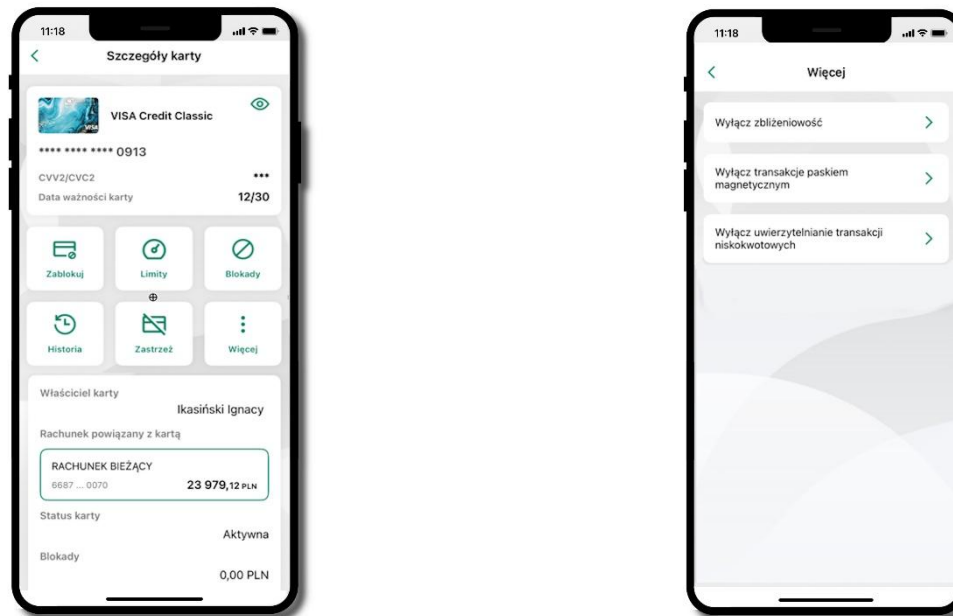 11:18
Szczegóły karty
VISA
VISA Credit Classic
**** **** **** 0913
CVV2/CVC2 ***
Data ważności karty 12/30
Zablokuj Limity Blokady
Historia Zastrzeż Więcej
Właściciel karty
Ikasiński Ignacy
Rachunek powiązany z kartą
RACHUNEK BIEŻĄCY
6687 ... 0070 23 979,12 PLN
Status karty
Aktywna
Blokady
0,00 PLN
11:18
Więcej
Wyłącz zbliżeniowość
Wyłącz transakcje paskiem
magnetycznym
Wyłącz uwierzytelnianie transakcji
niskokwotowych